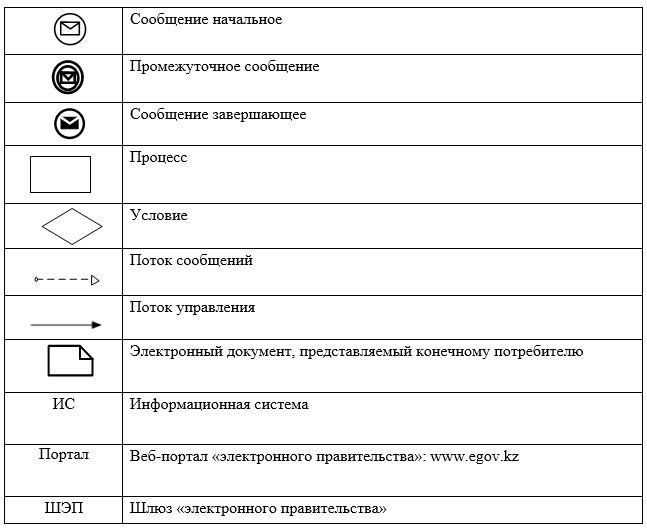 Сообщение начальное
Промежуточное сообщение
Сообщение завершающее
Процесс
Условие
Поток сообщений
Поток управления
Электронный документ, представляемый конечному потребителю
ИС Информационная система
Портал Веб-портал «электронного правительства»: www.egov.kz
ШЭП Шлюз «электронного правительства»